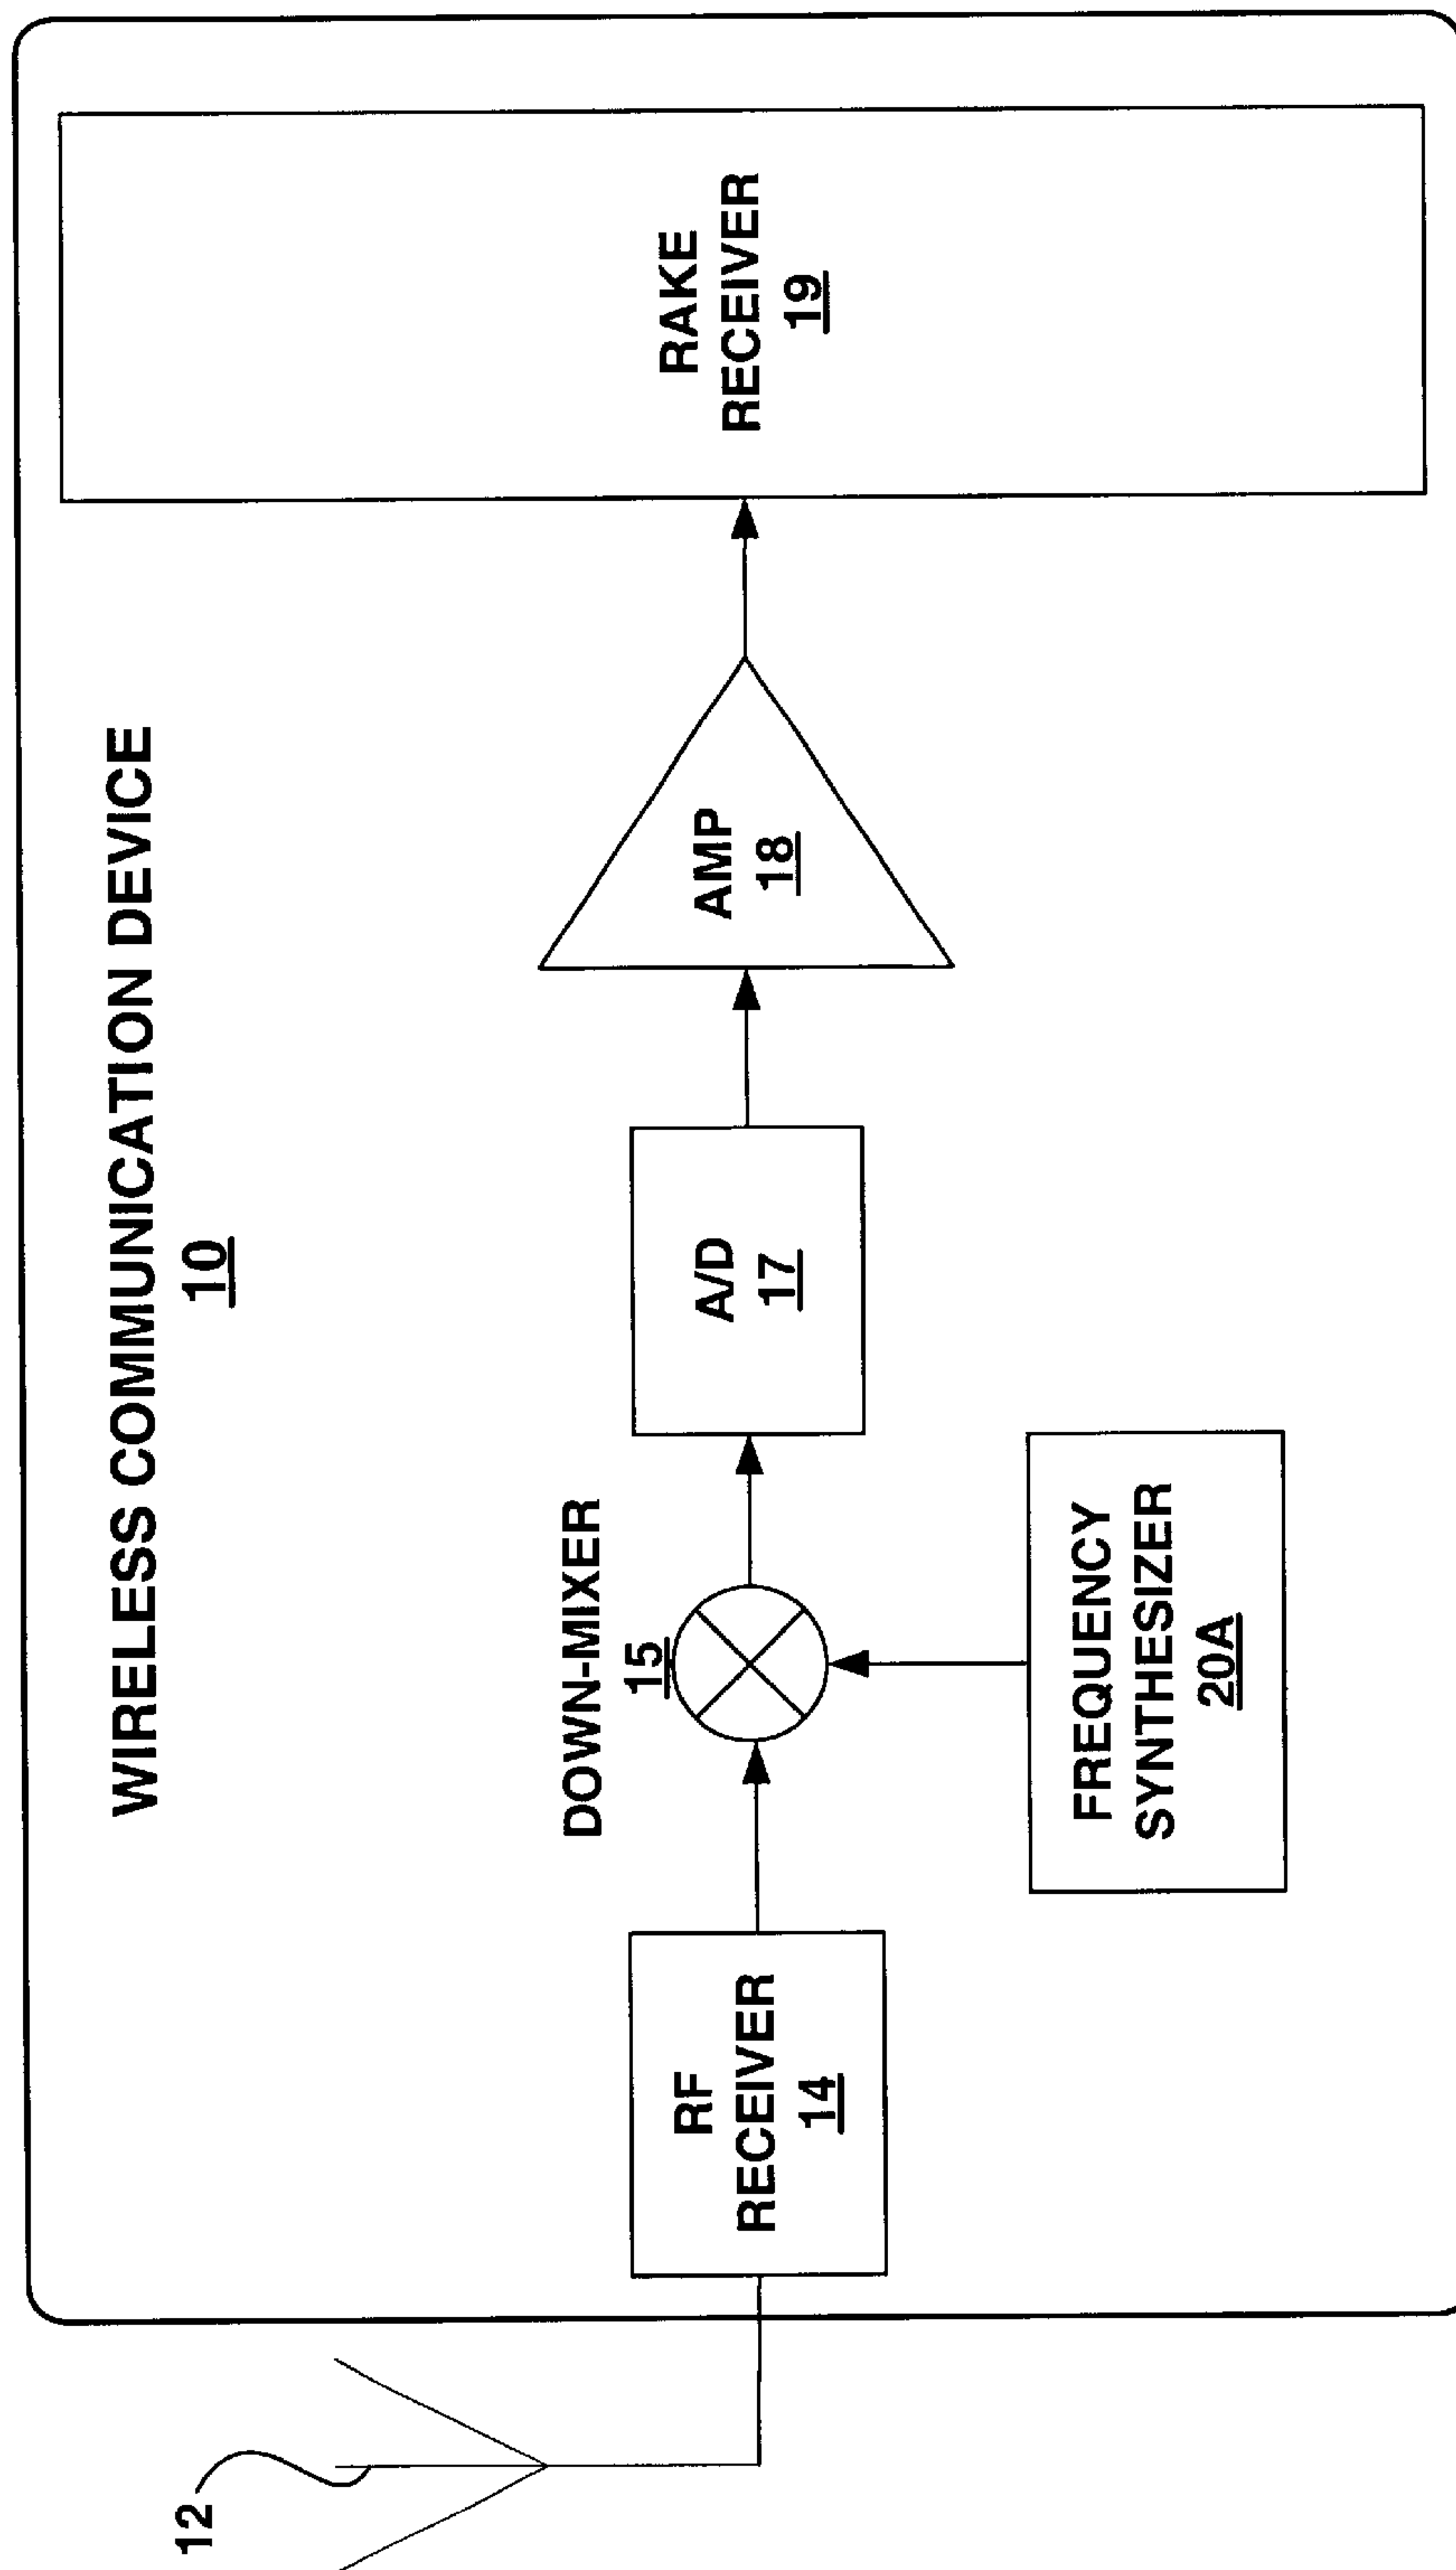 WIRELESS COMMUNICATION DEVICE
10
12
RF
RECEIVER
14
DOWN-MIXER
15
FREQUENCY
SYNTHESIZER
20A
A/D
17
AMP
18
RAKE
RECEIVER
19